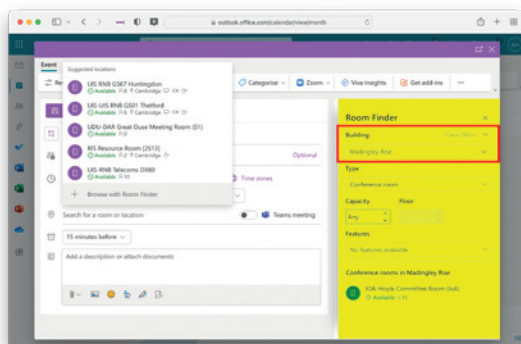 outlook.office.com/calendar/view/month
Event
Suggested locations
UIS RNB GS67 Huntingdon
Available Cambridge
UIS-UIS RNB GS01 Thetford
Available Cambridge
UDU-DAR Great Ouse Meeting Room (S1)
Available
RIS Resource Room [2S13]
Available Cambridge
UIS-RNB Telecoms DX80
Available
Browse with Room Finder
Categorise
Zoom
Viva Insights
Get add-ins
Optional
Time zones
Search for a room or location
Teams meeting
15 minutes before
Add a description or attach documents
Room Finder
Building
Madingley Rise
Type
Conference room
Capacity Floor
Any
Features
No features available
Conference rooms in Madingley Rise
IOA-Hoyle Committee Room
Available